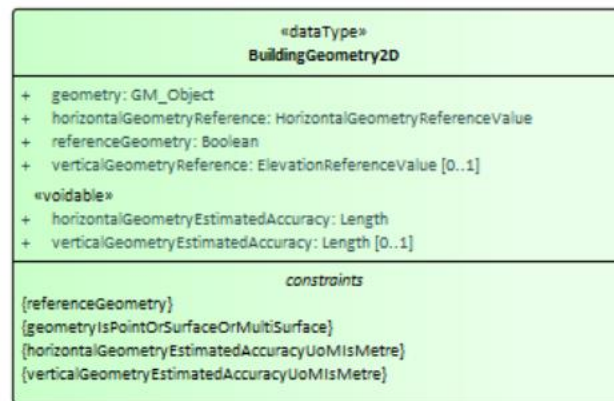 «dataType»
BuildingGeometry2D
+ geometry: GM_Object
+ horizontalGeometryReference: HorizontalGeometryReferenceValue
+ referenceGeometry: Boolean
+ verticalGeometryReference: ElevationReferenceValue [0..1]
«voidable»
+ horizontalGeometryEstimatedAccuracy: Length
+ verticalGeometryEstimatedAccuracy: Length [0..1]
constraints
{referenceGeometry}
{geometryIsPointOrSurfaceOrMultiSurface}
{horizontalGeometryEstimatedAccuracyUoMIsMetre}
{verticalGeometryEstimatedAccuracyUoMIsMetre}